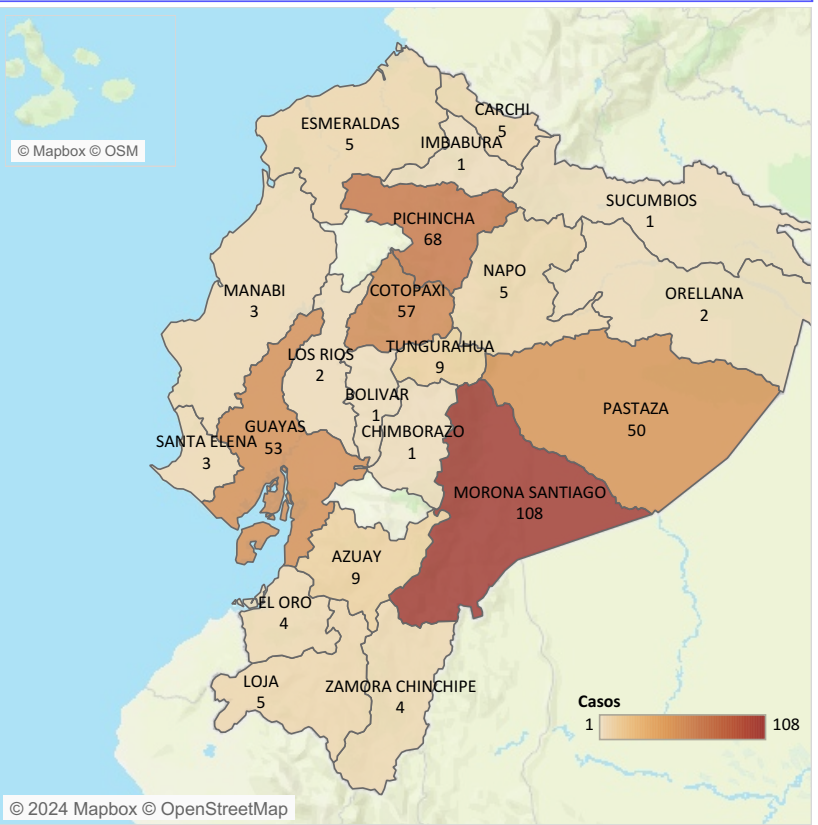 © Mapbox © OSM
CARCHI
5
ESMERALDAS
5
IMBABURA
1
SUCUMBIOS
1
PICHINCHA
68
NAPO
5
MANABI
3
COTOPAXI
57
ORELLANA
2
TUNGURAHUA
9
LOS RIOS
2
BOLIVAR
1
PASTAZA
50
GUAYAS
53
CHIMBORAZO
1
SANTA ELENA
3
MORONA SANTIAGO
108
AZUAY
9
EL ORO
4
LOJA
5
ZAMORA CHINCHIPE
4
Casos
1 108
© 2024 Mapbox © OpenStreetMap